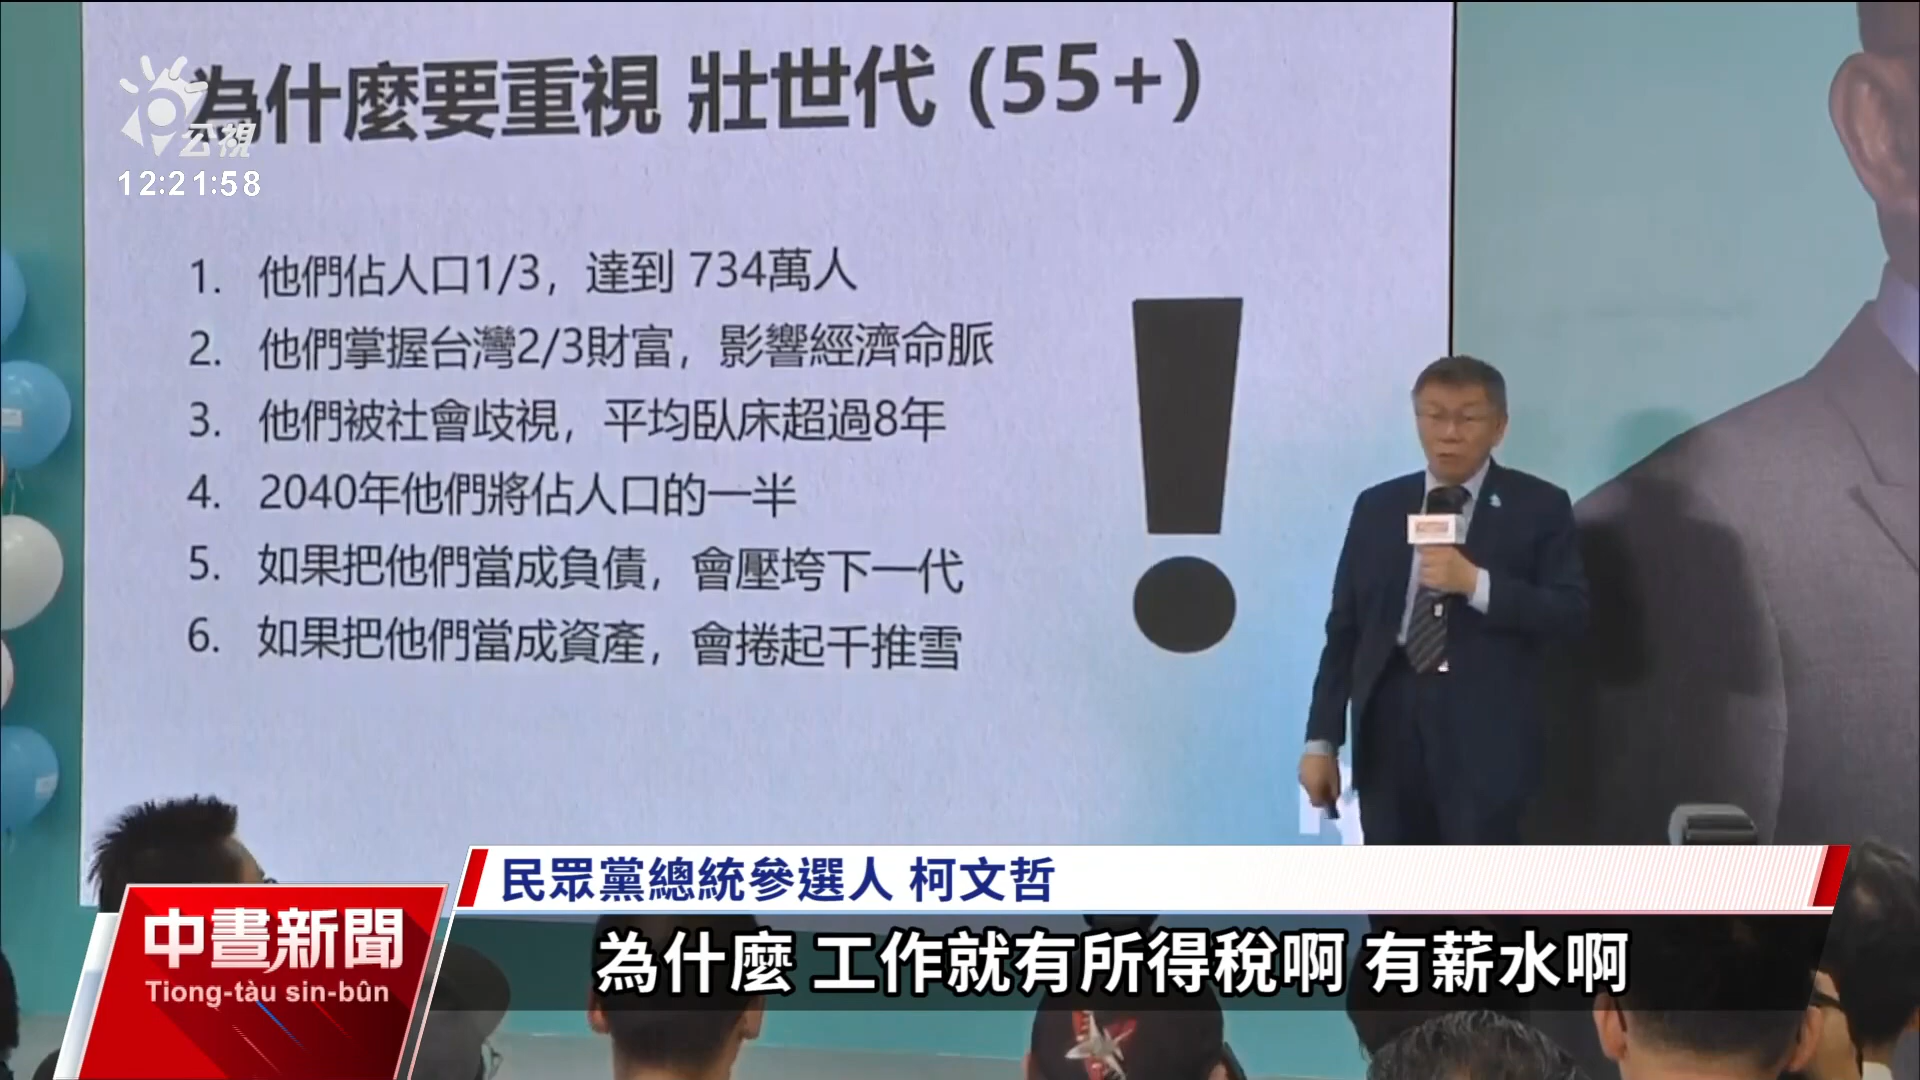 為什麼要重視 壯世代 (55+)
公視
12:21:58
1. 他們佔人口1/3，達到 734萬人
2. 他們掌握台灣2/3財富，影響經濟命脈
3. 他們被社會歧視，平均臥床超過8年
4. 2040年他們將佔人口的一半
5. 如果把他們當成負債，會壓垮下一代
6. 如果把他們當成資產，會捲起千推雪
!
民眾黨總統參選人 柯文哲
中晝新聞
Tiong-tàu sin-bûn
為什麼 工作就有所得稅啊 有薪水啊